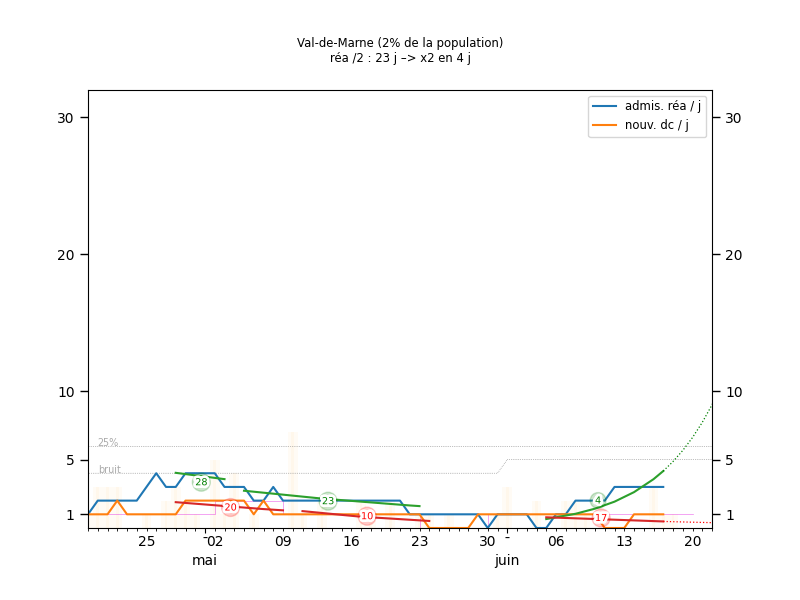 Val-de-Marne (2% de la population)
réa /2 : 23 j –> x2 en 4 j
admis. réa / j
nouv. dc / j
30 30
20 20
10 10
25%
5 5
bruit
28
23
20
10
4
17
1 1
25 02 09 16 23 30 06 13 20
mai juin